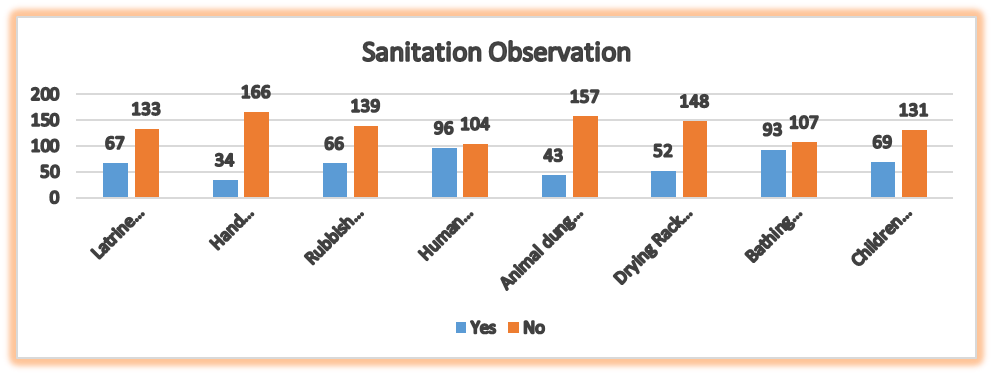 Sanitation Observation
200
150
100
50
0
67 133
34 166
66 139
96 104
43 157
52 148
93 107
69 131
Latrine...
Hand...
Rubbish...
Human...
Animal dung...
Drying Rack...
Bathing...
Children...
Yes No